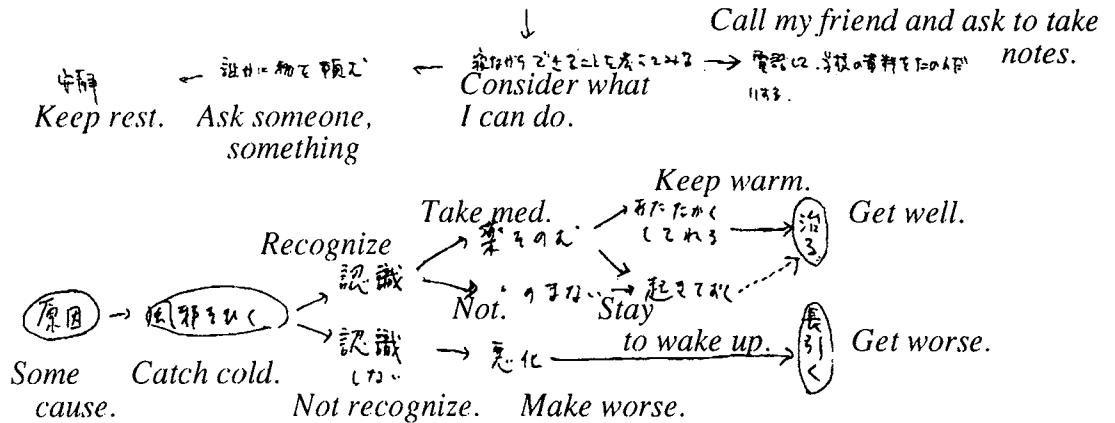 Call my friend and ask to take
notes.
安静 ← 誰かに物を頼む ← 寝ながらできることを考えてみる → 電話して、学校の資料をたのんだ
りする.
Keep rest.
Ask someone,
something
Consider what
I can do.
Keep warm.
あたたかく
してねる
Take med.
薬をのむ
治る
Get well.
Recognize
認識
Not.
のまない
起きておく
Stay
to wake up.
原因
風邪をひく
認識
しない
悪化
長引く
Get worse.
Some
cause.
Catch cold.
Not recognize.
Make worse.